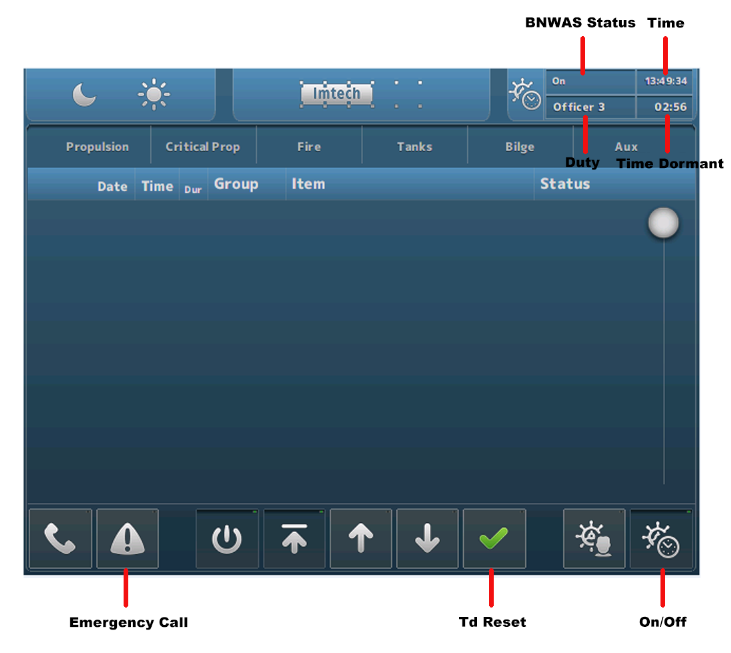 BNWAS Status Time
Imtech
On 13:49:34
Officer 3 02:56
Propulsion Critical Prop Fire Tanks Bilge Aux
Duty Time Dormant
Date Time Dur Group Item Status
Emergency Call Td Reset On/Off